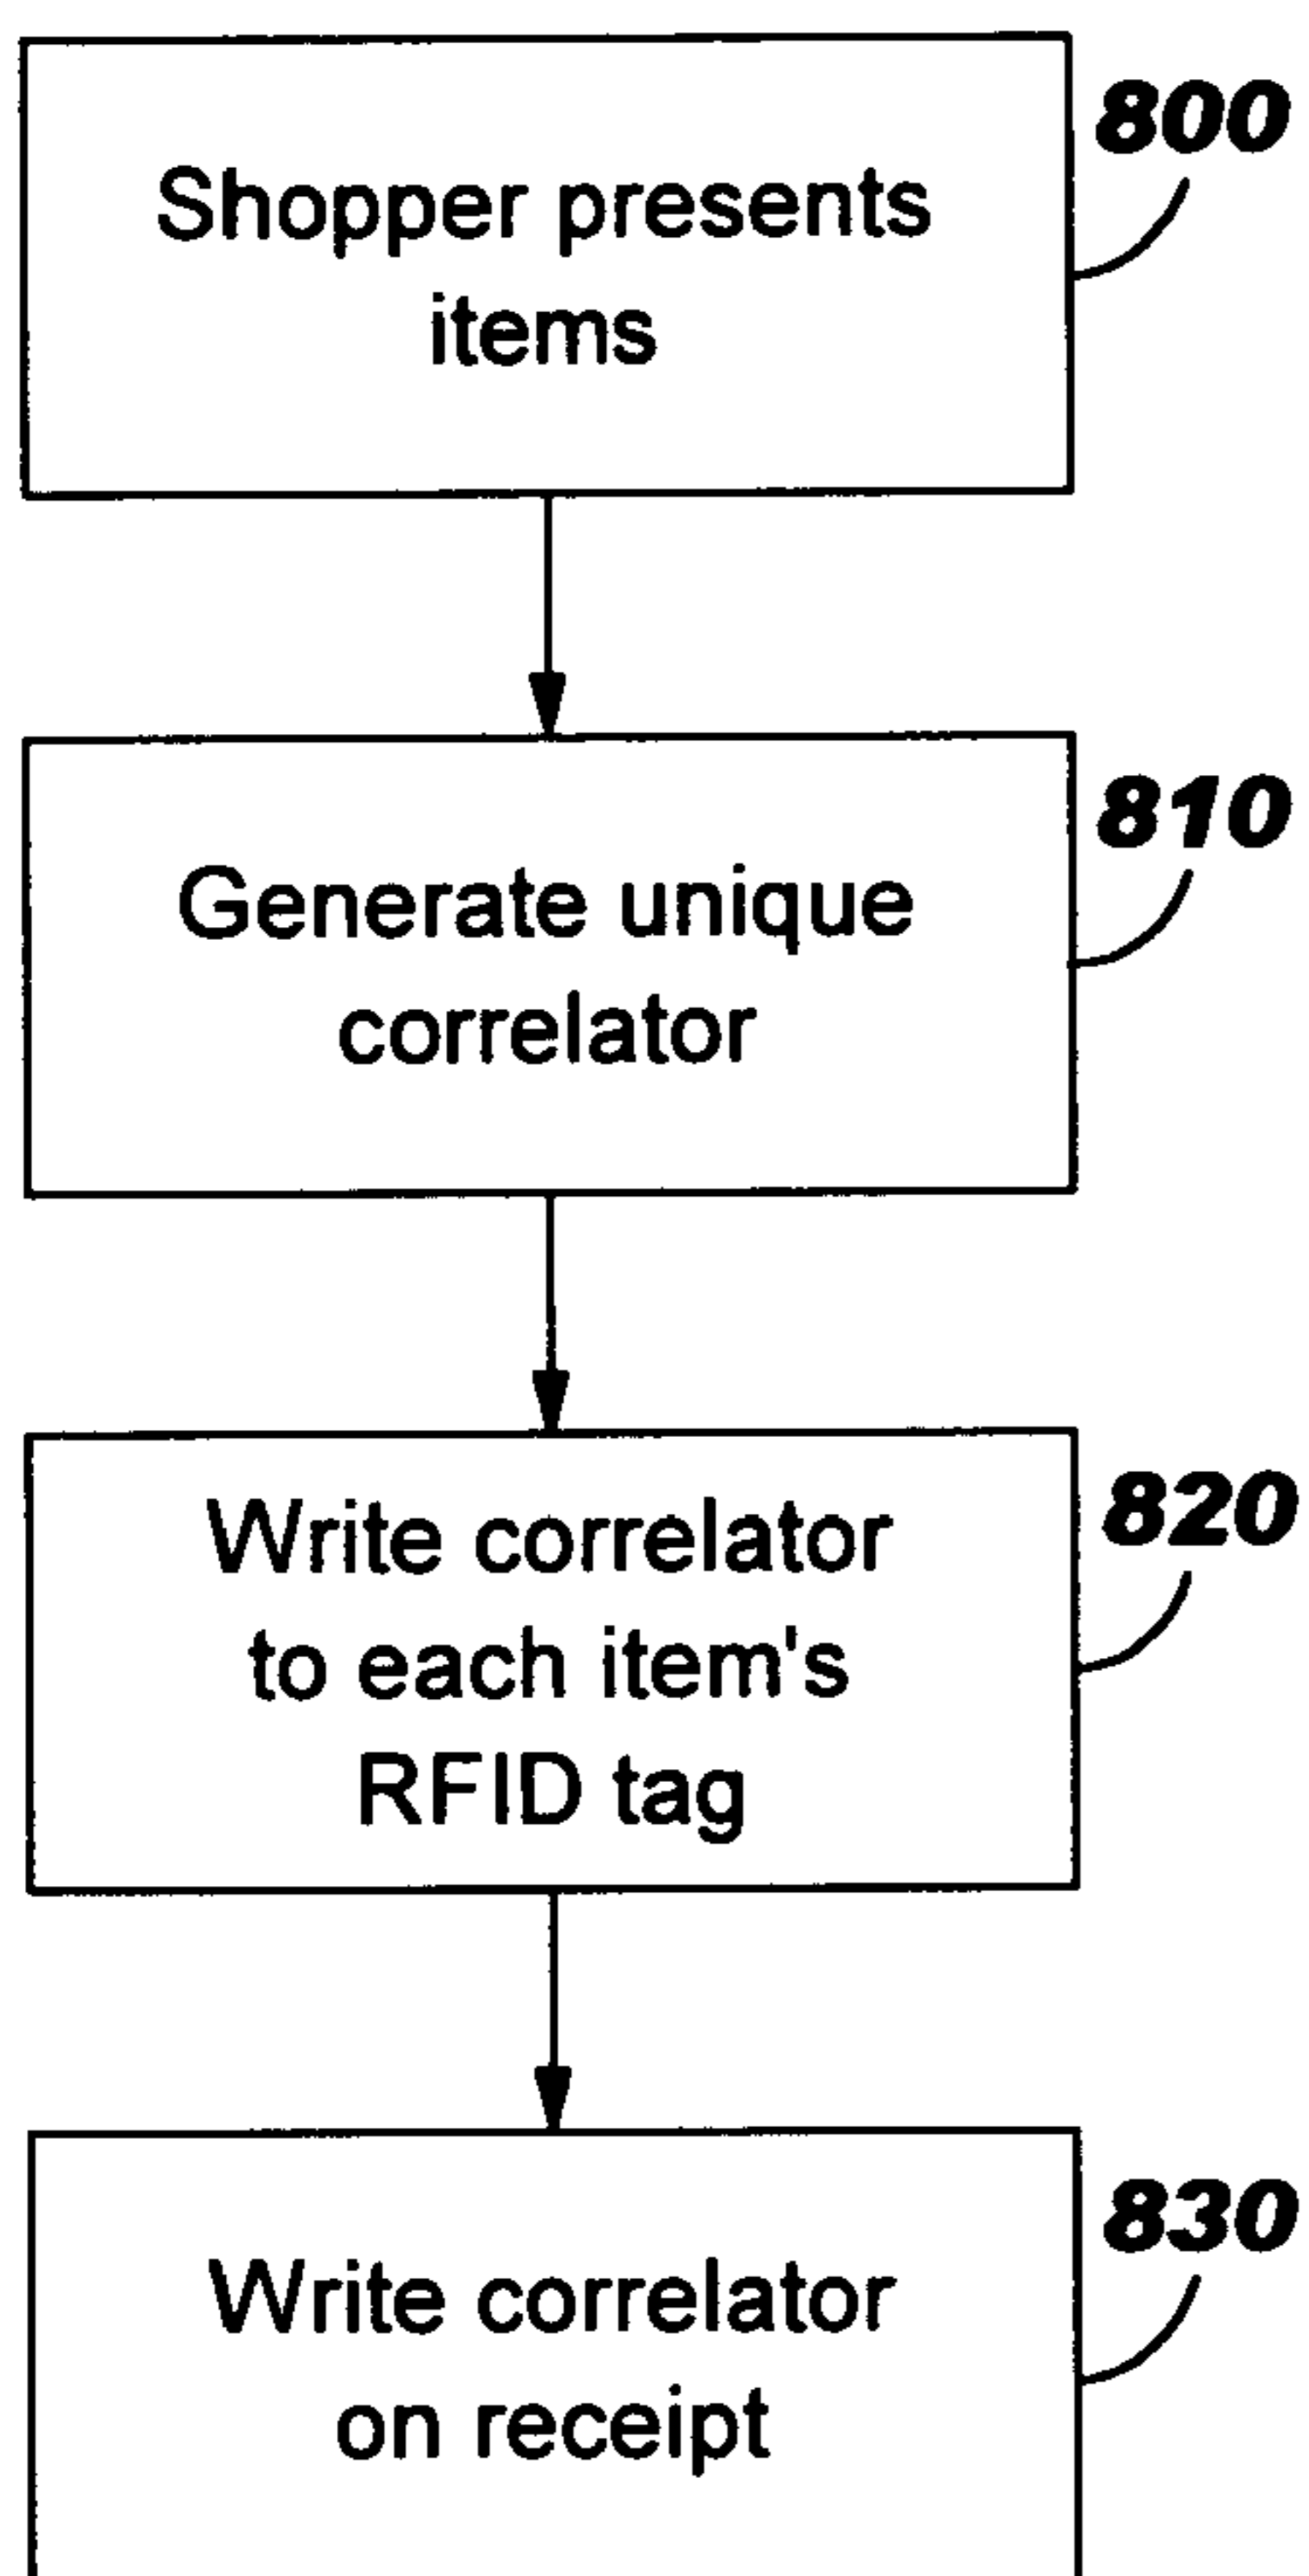 Shopper presents
items
800
Generate unique
correlator
810
Write correlator
to each item's
RFID tag
820
Write correlator
on receipt
830